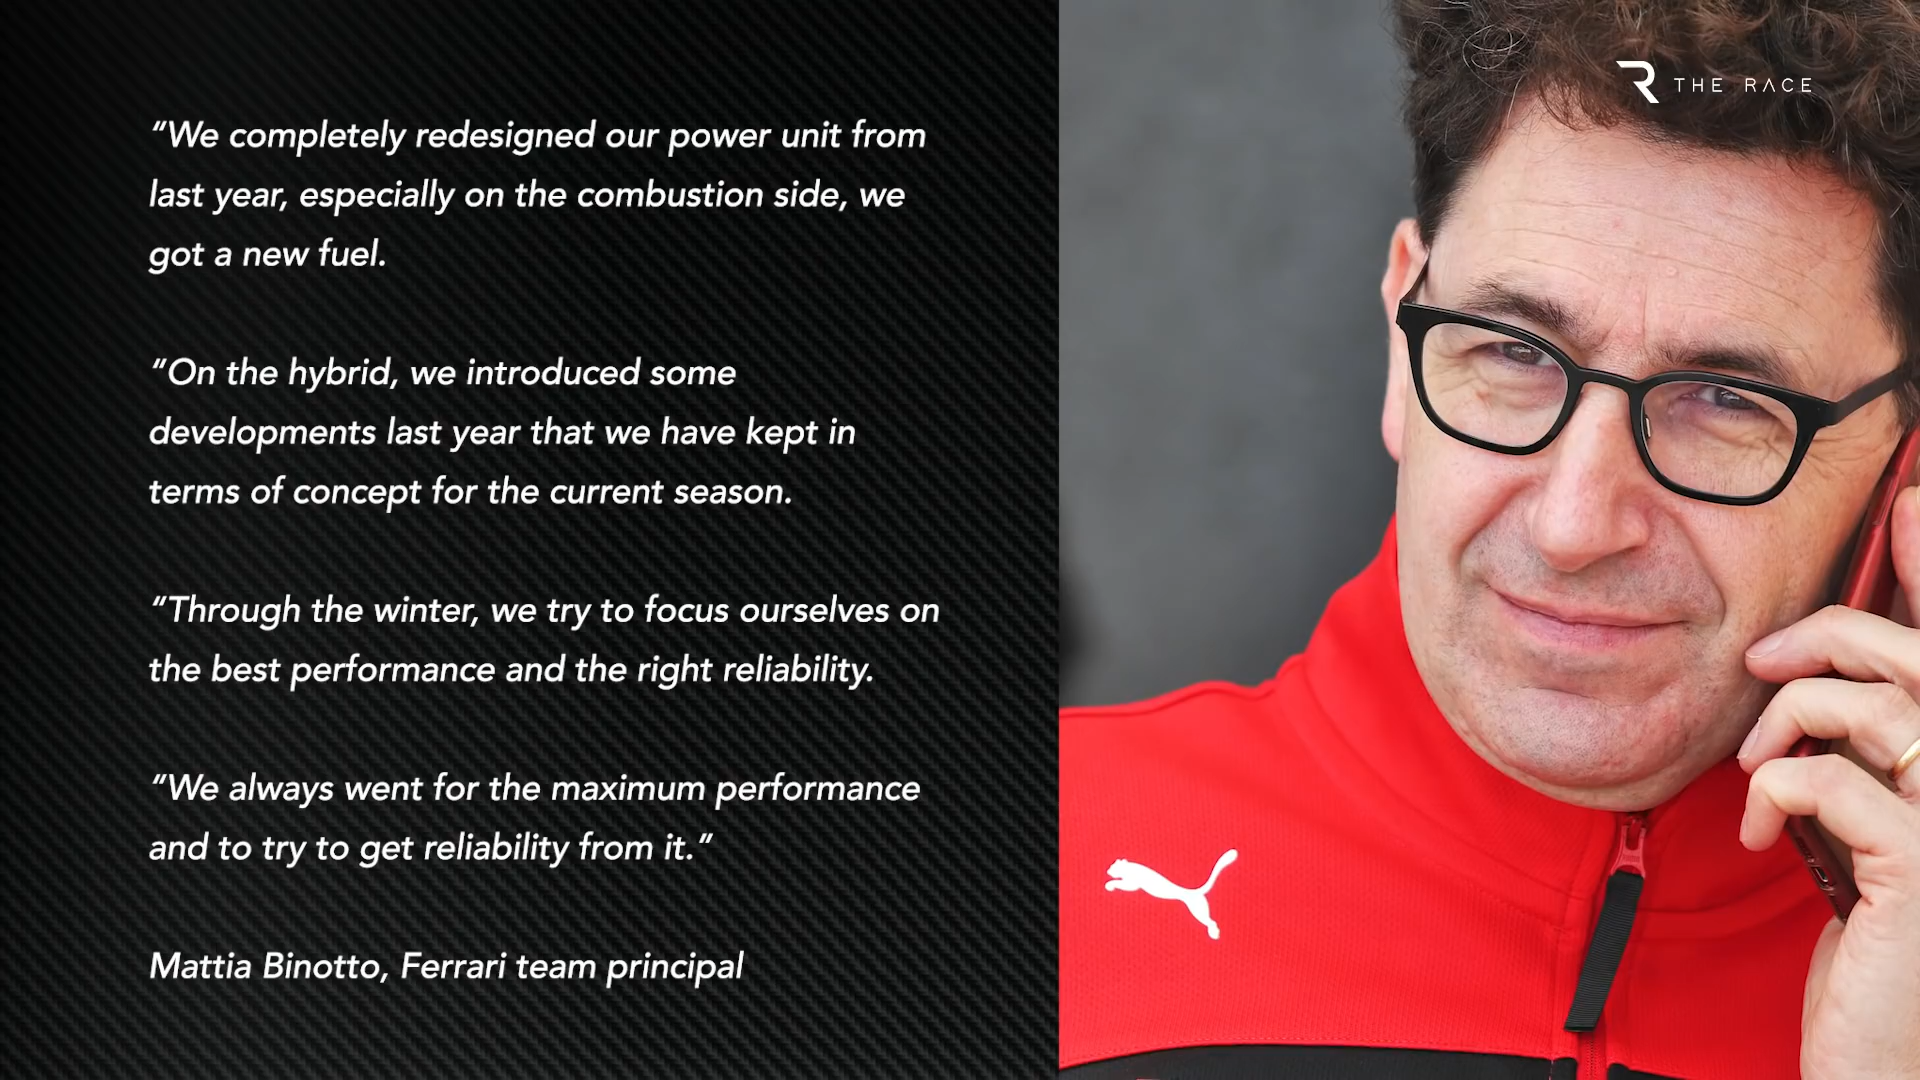 R THE RACE
“We completely redesigned our power unit from
last year, especially on the combustion side, we
got a new fuel.
“On the hybrid, we introduced some
developments last year that we have kept in
terms of concept for the current season.
“Through the winter, we try to focus ourselves on
the best performance and the right reliability.
“We always went for the maximum performance
and to try to get reliability from it.”
Mattia Binotto, Ferrari team principal